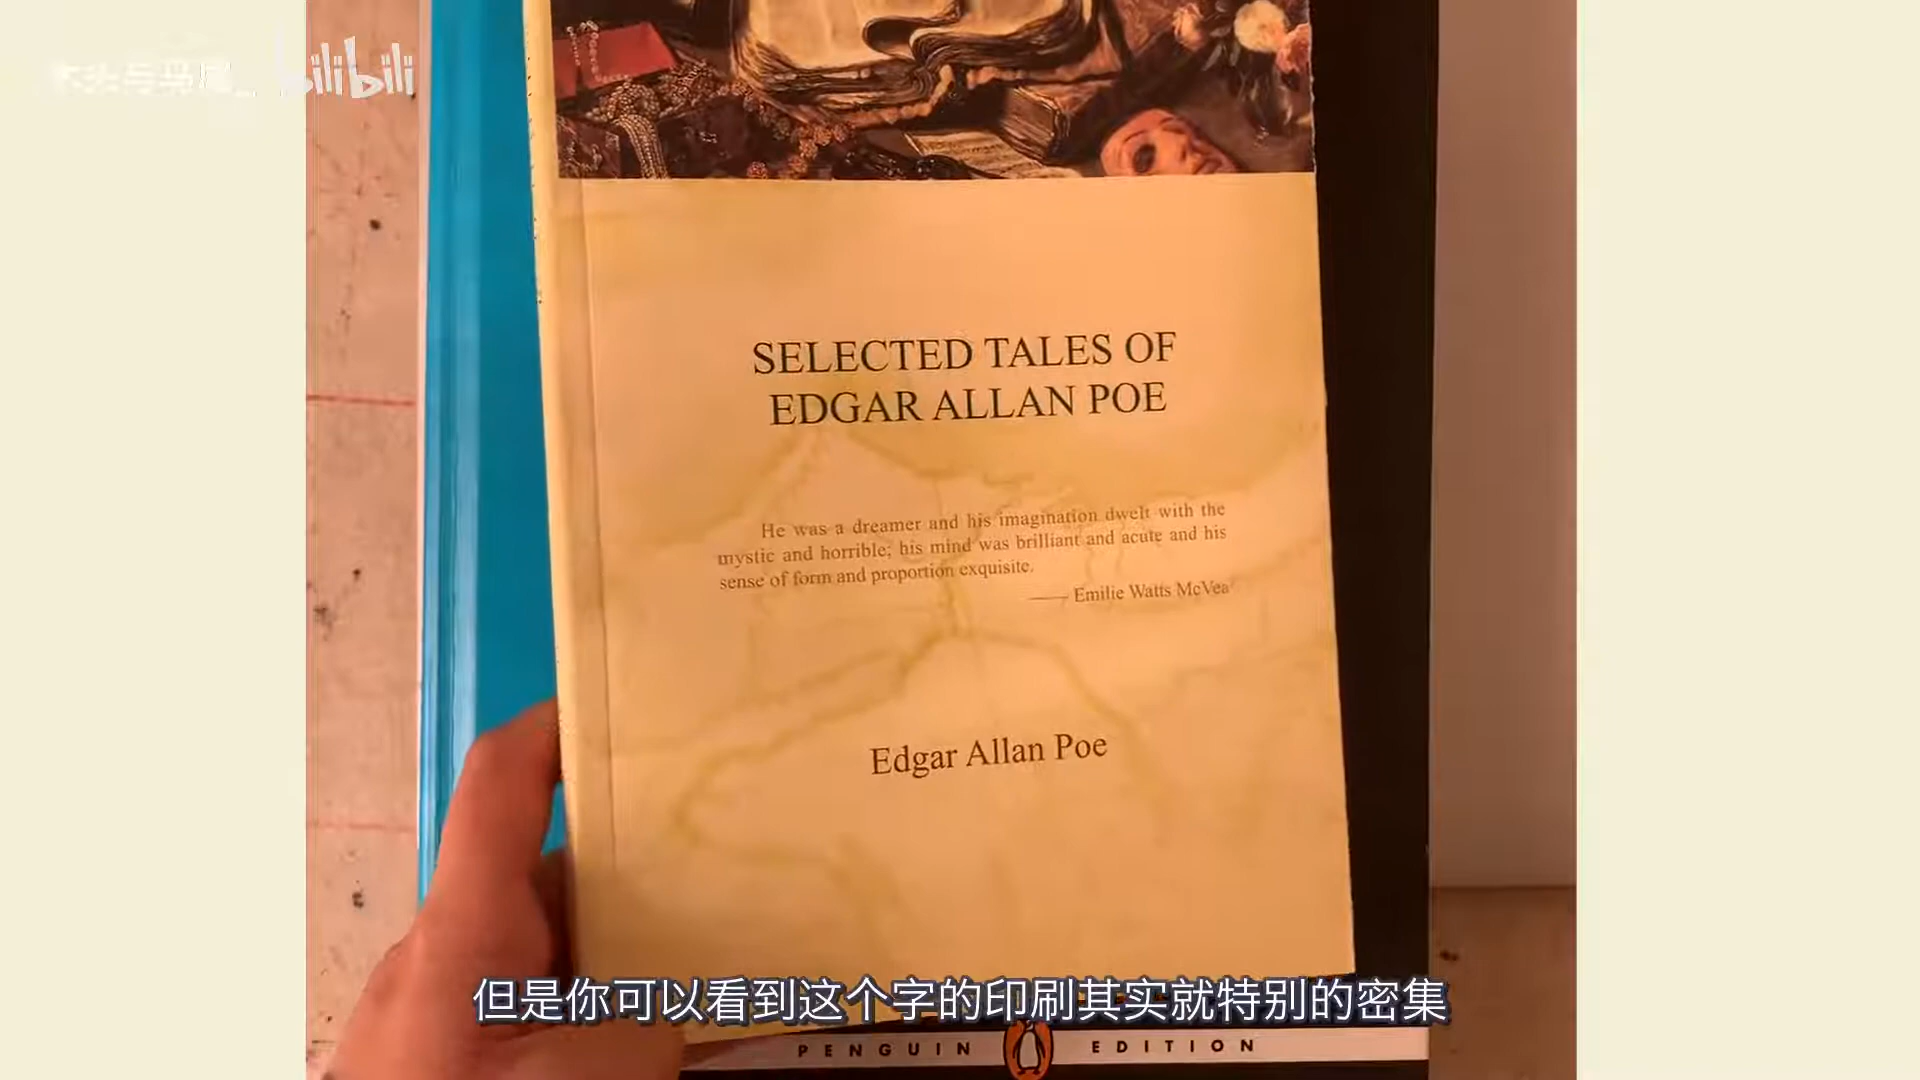 bilibili
SELECTED TALES OF
EDGAR ALLAN POE
He was a dreamer and his imagination dwelt with the
mystic and horrible; his mind was brilliant and acute and his
sense of form and proportion exquisite.
—— Emilie Watts McVea
Edgar Allan Poe
但是你可以看到这个字的印刷其实就特别的密集
PENGUIN EDITION